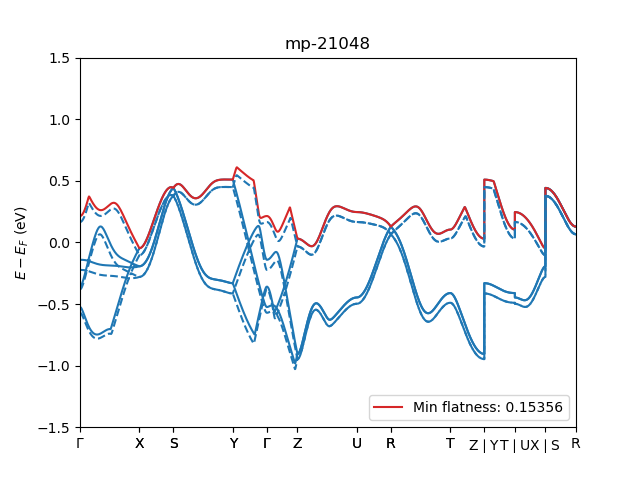 mp-21048
E − E_F (eV)
1.5
1.0
0.5
0.0
−0.5
−1.0
−1.5
Min flatness: 0.15356
Γ X S Y Γ Z U R T Z | Y T | U X | S R